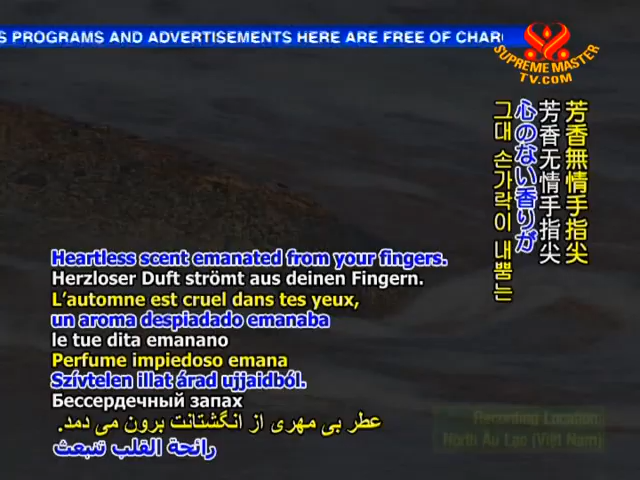 S PROGRAMS AND ADVERTISEMENTS HERE ARE FREE OF CHAR
SUPREME MASTER
TV.COM
芳香無情手指尖
芳香无情手指尖
心のない香りが
그대 손가락이 내뿜는
Heartless scent emanated from your fingers.
Herzloser Duft strömt aus deinen Fingern.
L'automne est cruel dans tes yeux,
un aroma despiadado emanaba
le tue dita emanano
Perfume impiedoso emana
Szívtelen illat árad ujjaidból.
Бессердечный запах
عطر بی مهری از انگشتانت برون می دمد.
رائحة القلب تنبعث
Recording Location:
North Âu Lạc (Việt Nam)